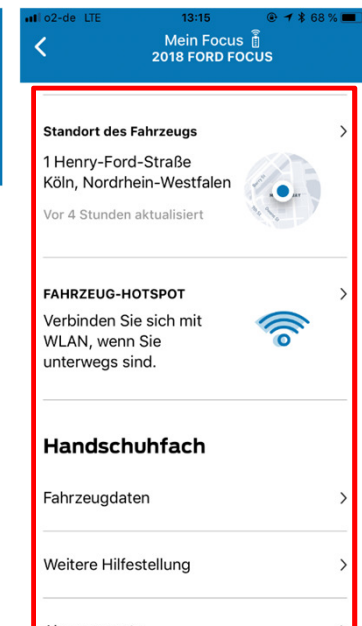 o2-de LTE 13:15 68 %
Mein Focus
2018 FORD FOCUS
Standort des Fahrzeugs
1 Henry-Ford-Straße
Köln, Nordrhein-Westfalen
Vor 4 Stunden aktualisiert
FAHRZEUG-HOTSPOT
Verbinden Sie sich mit
WLAN, wenn Sie
unterwegs sind.
Handschuhfach
Fahrzeugdaten
Weitere Hilfestellung